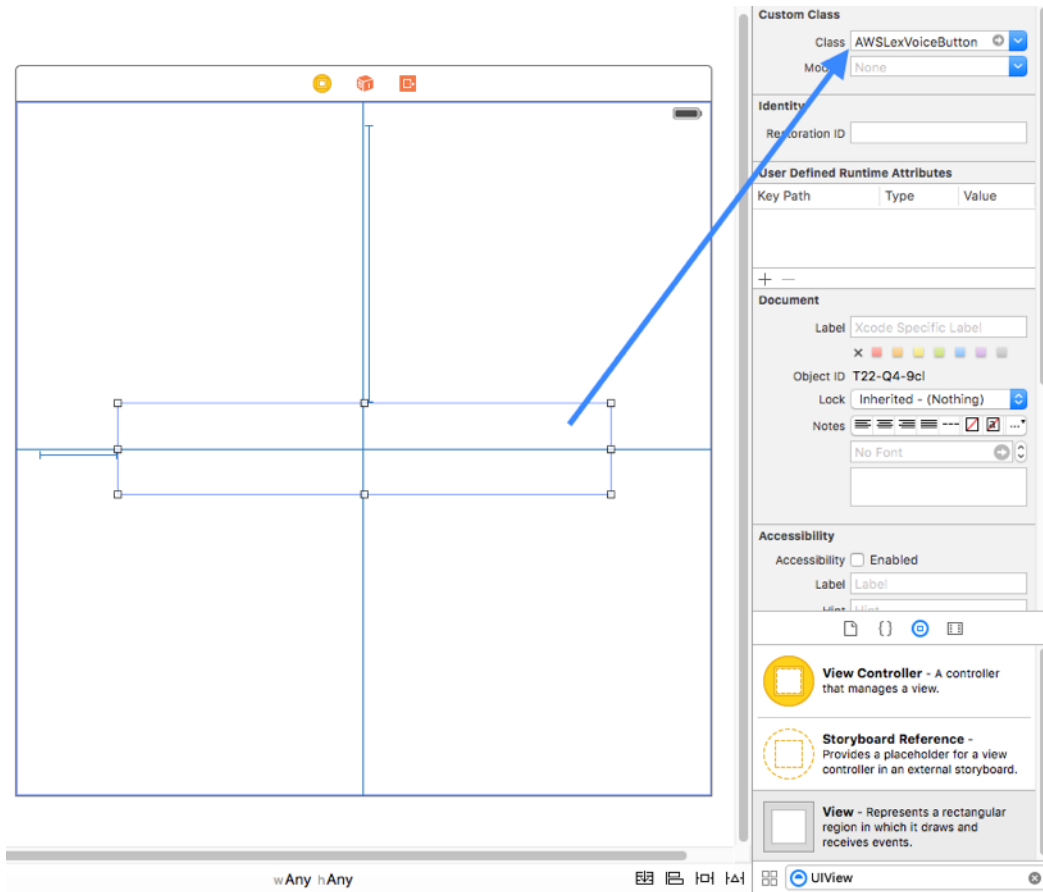 Custom Class
Class AWSLexVoiceButton
None
Identity
Restoration ID
User Defined Runtime Attributes
Key Path Type Value
+ −
Document
Label Xcode Specific Label
Object ID T22-Q4-9cl
Lock Inherited - (Nothing)
Notes
No Font
Accessibility
Accessibility Enabled
Label Label
Hint Hint
View Controller - A controller
that manages a view.
Storyboard Reference -
Provides a placeholder for a view
controller in an external storyboard.
View - Represents a rectangular
region in which it draws and
receives events.
wAny hAny
UIView